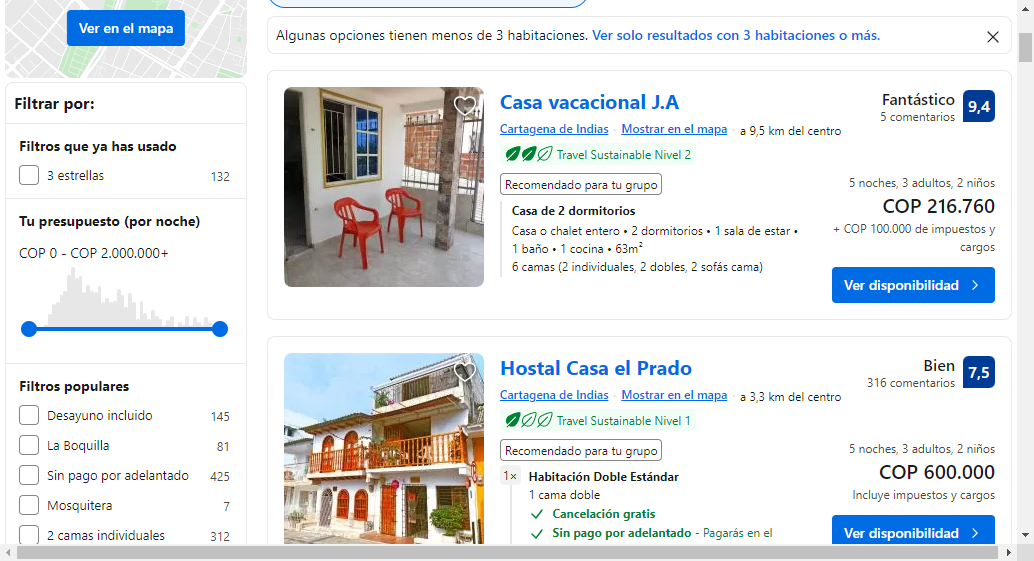 Ver en el mapa
Filtrar por:
Filtros que ya has usado
3 estrellas 132
Tu presupuesto (por noche)
COP 0 - COP 2.000.000+
Filtros populares
Desayuno incluido 145
La Boquilla 81
Sin pago por adelantado 425
Mosquitera 7
2 camas individuales 312
Algunas opciones tienen menos de 3 habitaciones. Ver solo resultados con 3 habitaciones o más.
Casa vacacional J.A
Fantástico 9,4
5 comentarios
Cartagena de Indias · Mostrar en el mapa · a 9,5 km del centro
Travel Sustainable Nivel 2
Recomendado para tu grupo
Casa de 2 dormitorios
Casa o chalet entero • 2 dormitorios • 1 sala de estar •
1 baño • 1 cocina • 63m²
6 camas (2 individuales, 2 dobles, 2 sofás cama)
5 noches, 3 adultos, 2 niños
COP 216.760
+ COP 100.000 de impuestos y
cargos
Ver disponibilidad
Hostal Casa el Prado
Bien 7,5
316 comentarios
Cartagena de Indias · Mostrar en el mapa · a 3,3 km del centro
Travel Sustainable Nivel 1
Recomendado para tu grupo
1× Habitación Doble Estándar
1 cama doble
Cancelación gratis
Sin pago por adelantado - Pagarás en el
5 noches, 3 adultos, 2 niños
COP 600.000
Incluye impuestos y cargos
Ver disponibilidad